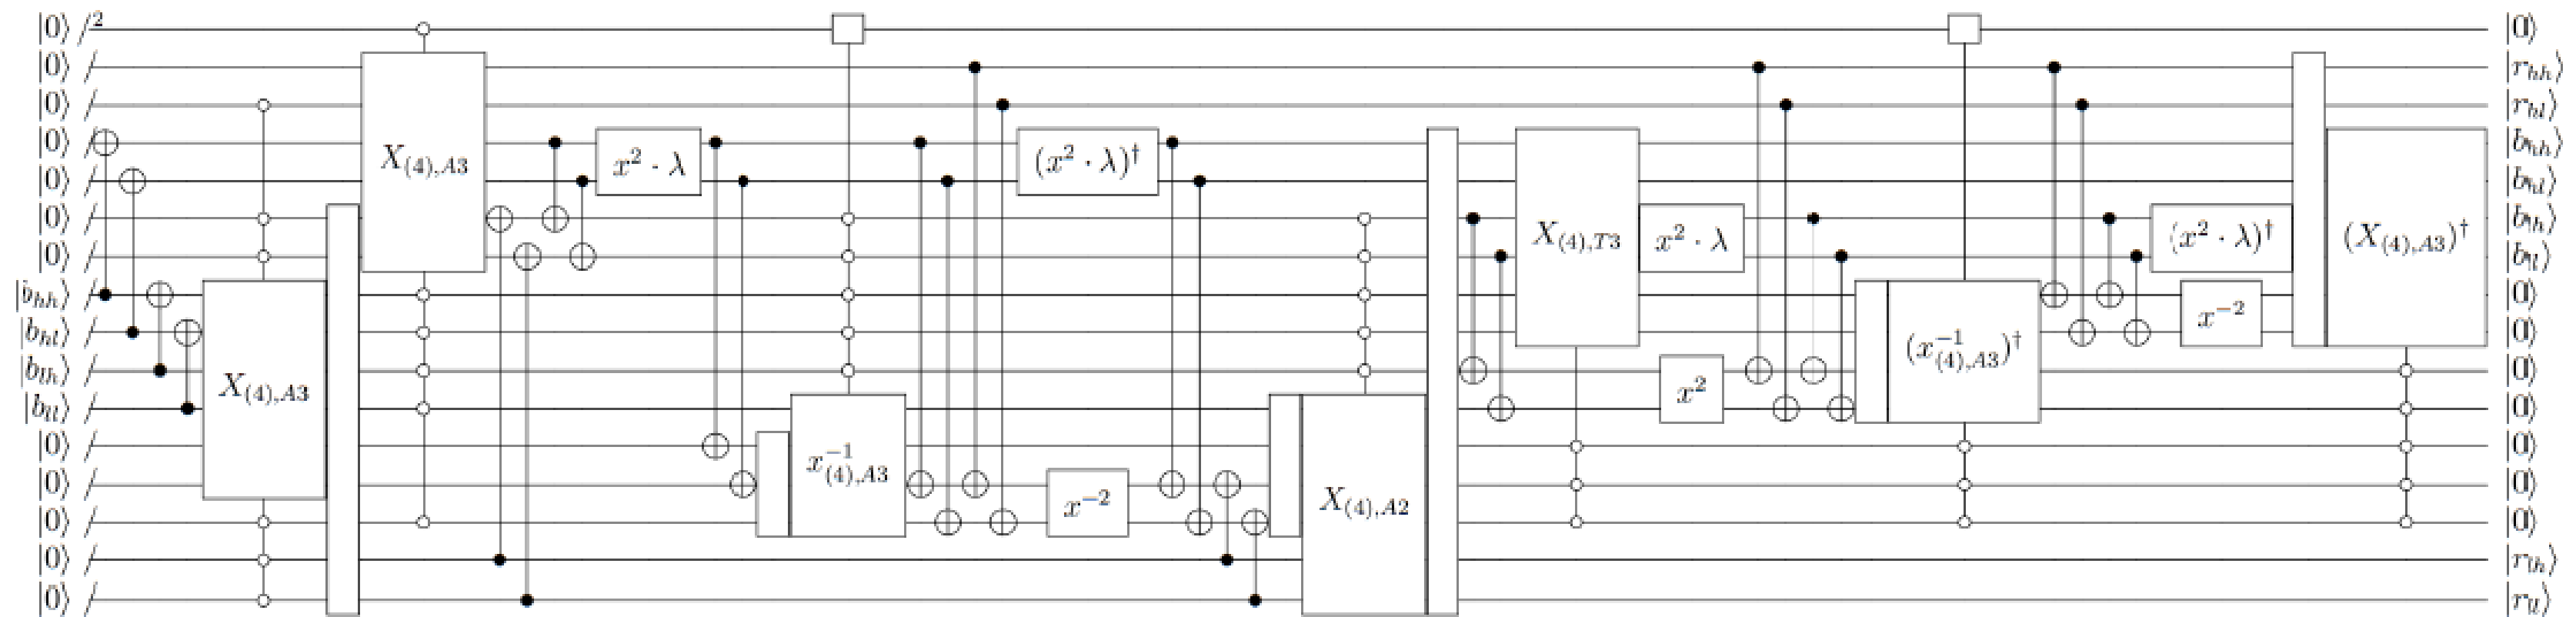 |0⟩ /² |0⟩
|0⟩ / |r_hh⟩
|0⟩ / |r_hl⟩
|0⟩ / x² · λ (x² · λ)† |b_hh⟩
X_(4),A3
|0⟩ / |b_hl⟩
|0⟩ / |b_lh⟩
X_(4),T3 x² · λ (x² · λ)† (X_(4),A3)†
|0⟩ / |b_ll⟩
|b_hh⟩ / |0⟩
|b_hl⟩ / x⁻² |0⟩
(x⁻¹_(4),A3)†
|b_lh⟩ / |0⟩
X_(4),A3 x²
|b_ll⟩ / |0⟩
|0⟩ / |0⟩
x⁻¹_(4),A3
|0⟩ / |0⟩
x⁻² X_(4),A2
|0⟩ / |0⟩
|0⟩ / |r_lh⟩
|0⟩ / |r_ll⟩